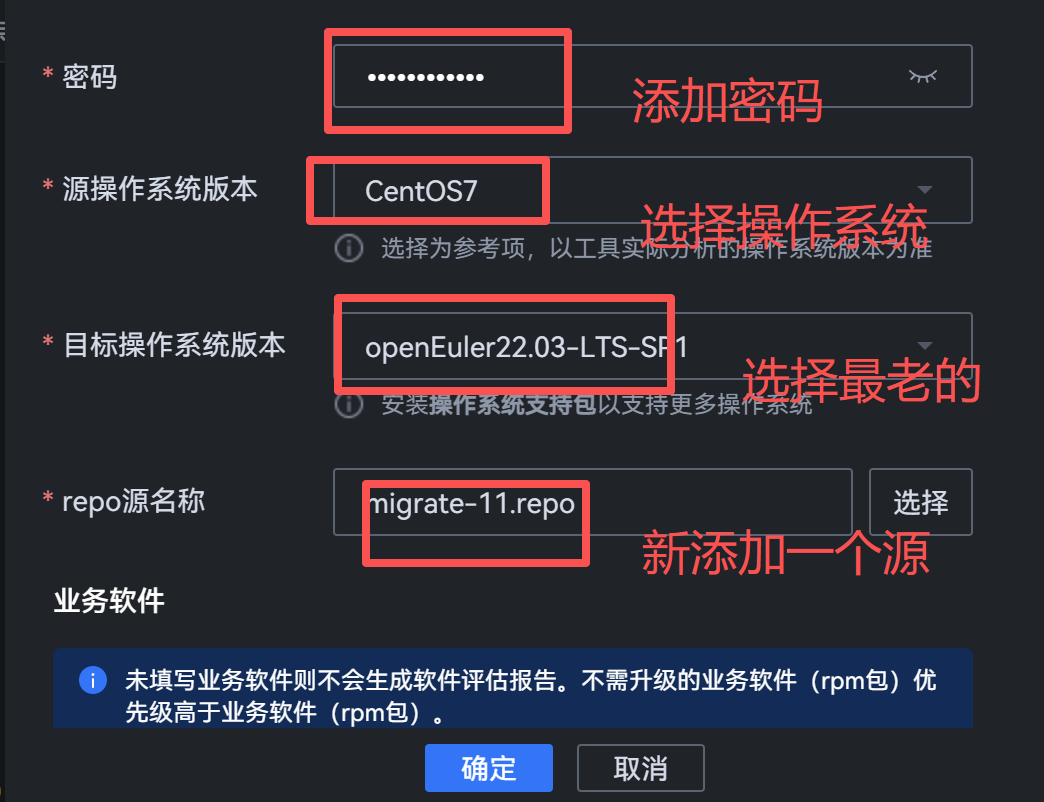 * 密码
••••••••••••
添加密码
* 源操作系统版本
CentOS7
选择操作系统
选择为参考项，以工具实际分析的操作系统版本为准
* 目标操作系统版本
openEuler22.03-LTS-SP1
选择最老的
安装操作系统支持包以支持更多操作系统
* repo源名称
migrate-11.repo
选择
新添加一个源
业务软件
未填写业务软件则不会生成软件评估报告。不需升级的业务软件（rpm包）优
先级高于业务软件（rpm包）。
确定
取消